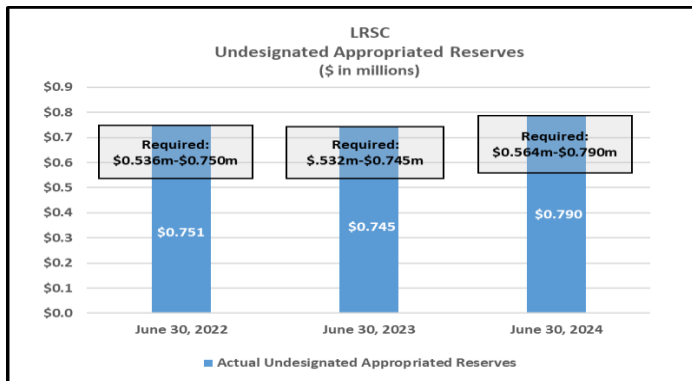 LRSC
Undesignated Appropriated Reserves
($ in millions)
$0.9
$0.8
$0.7
$0.6
$0.5
$0.4
$0.3
$0.2
$0.1
$0.0
Required:
$0.536m-$0.750m
Required:
$.532m-$0.745m
Required:
$0.564m-$0.790m
$0.751
$0.745
$0.790
June 30, 2022
June 30, 2023
June 30, 2024
Actual Undesignated Appropriated Reserves